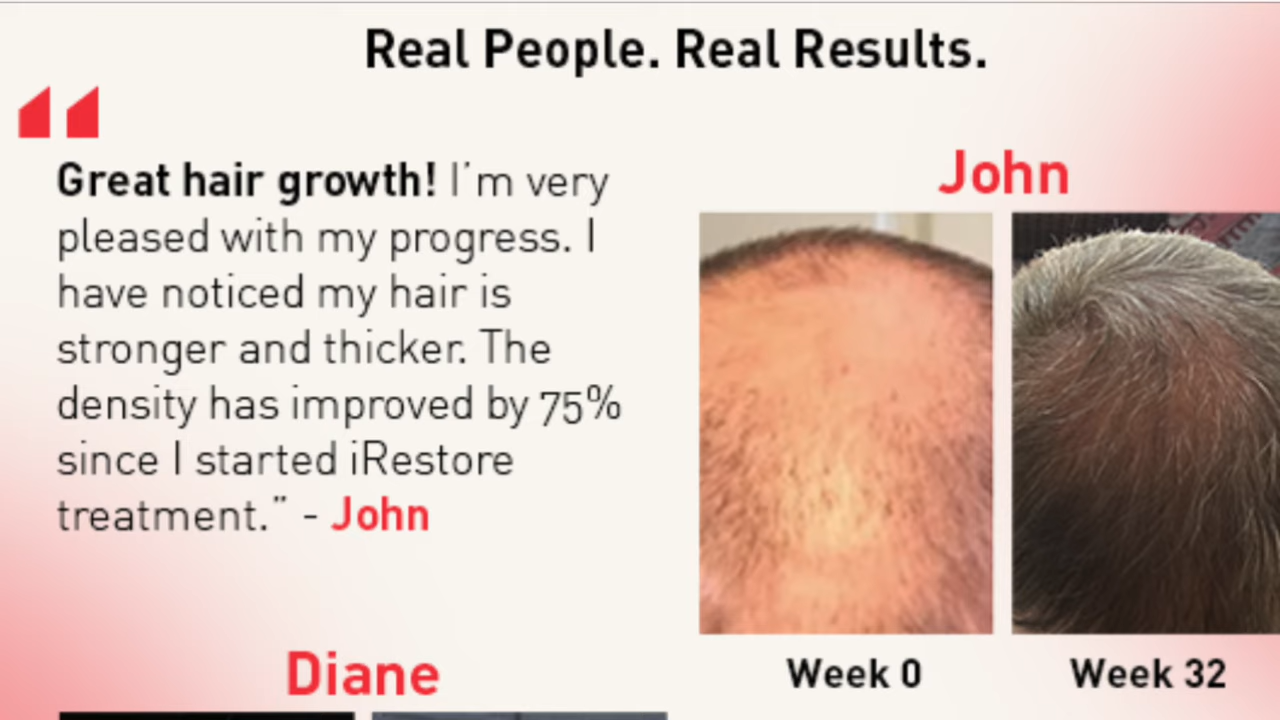 Real People. Real Results.
"
Great hair growth! I'm very
pleased with my progress. I
have noticed my hair is
stronger and thicker. The
density has improved by 75%
since I started iRestore
treatment.” - John
John
Week 0
Week 32
Diane